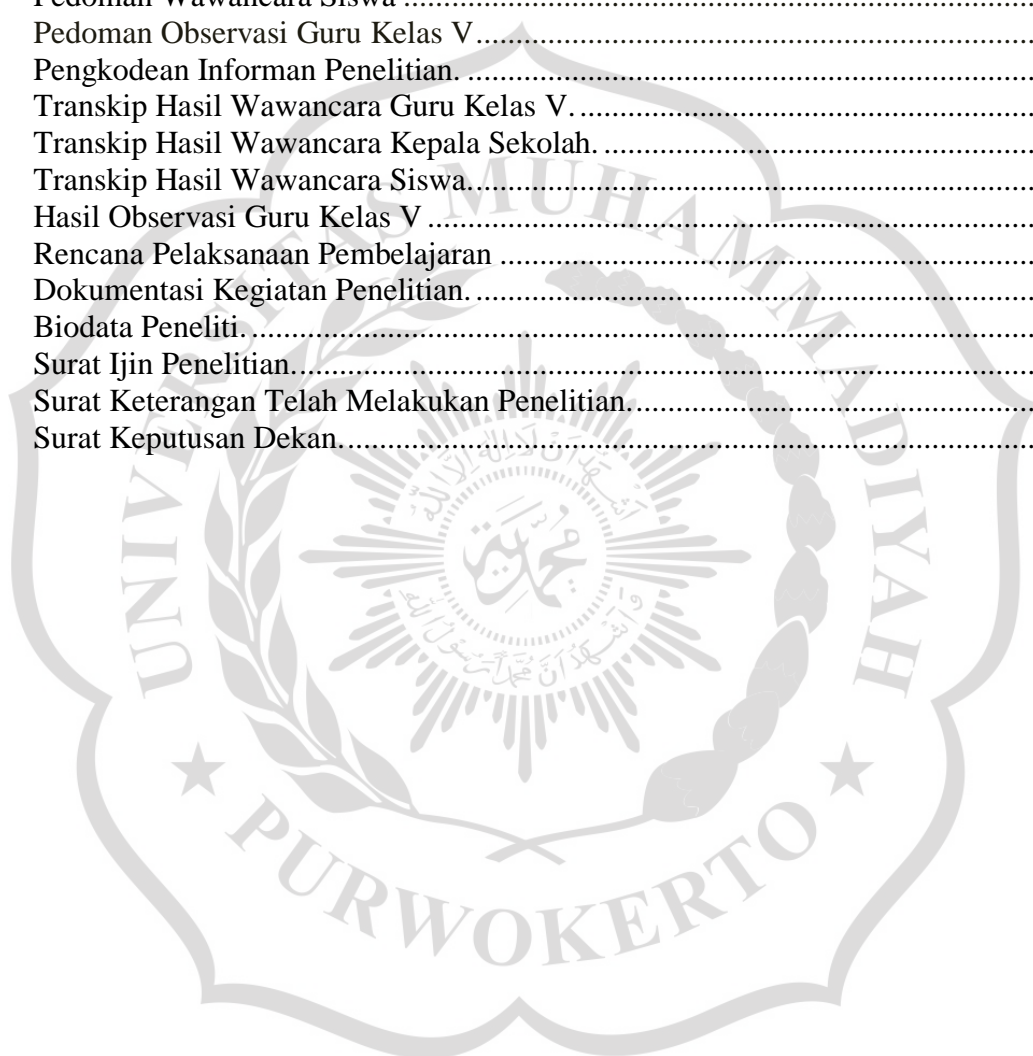 Pedoman Wawancara Siswa ........................................................................
Pedoman Observasi Guru Kelas V........................................................................
Pengkodean Informan Penelitian. ........................................................................
Transkip Hasil Wawancara Guru Kelas V. ............................................................
Transkip Hasil Wawancara Kepala Sekolah. .........................................................
Transkip Hasil Wawancara Siswa..........................................................................
Hasil Observasi Guru Kelas V ..............................................................................
Rencana Pelaksanaan Pembelajaran .....................................................................
Dokumentasi Kegiatan Penelitian. ........................................................................
Biodata Peneliti. ....................................................................................................
Surat Ijin Penelitian................................................................................................
Surat Keterangan Telah Melakukan Penelitian......................................................
Surat Keputusan Dekan..........................................................................................
UNIVERSITAS MUHAMMADIYAH
PURWOKERTO